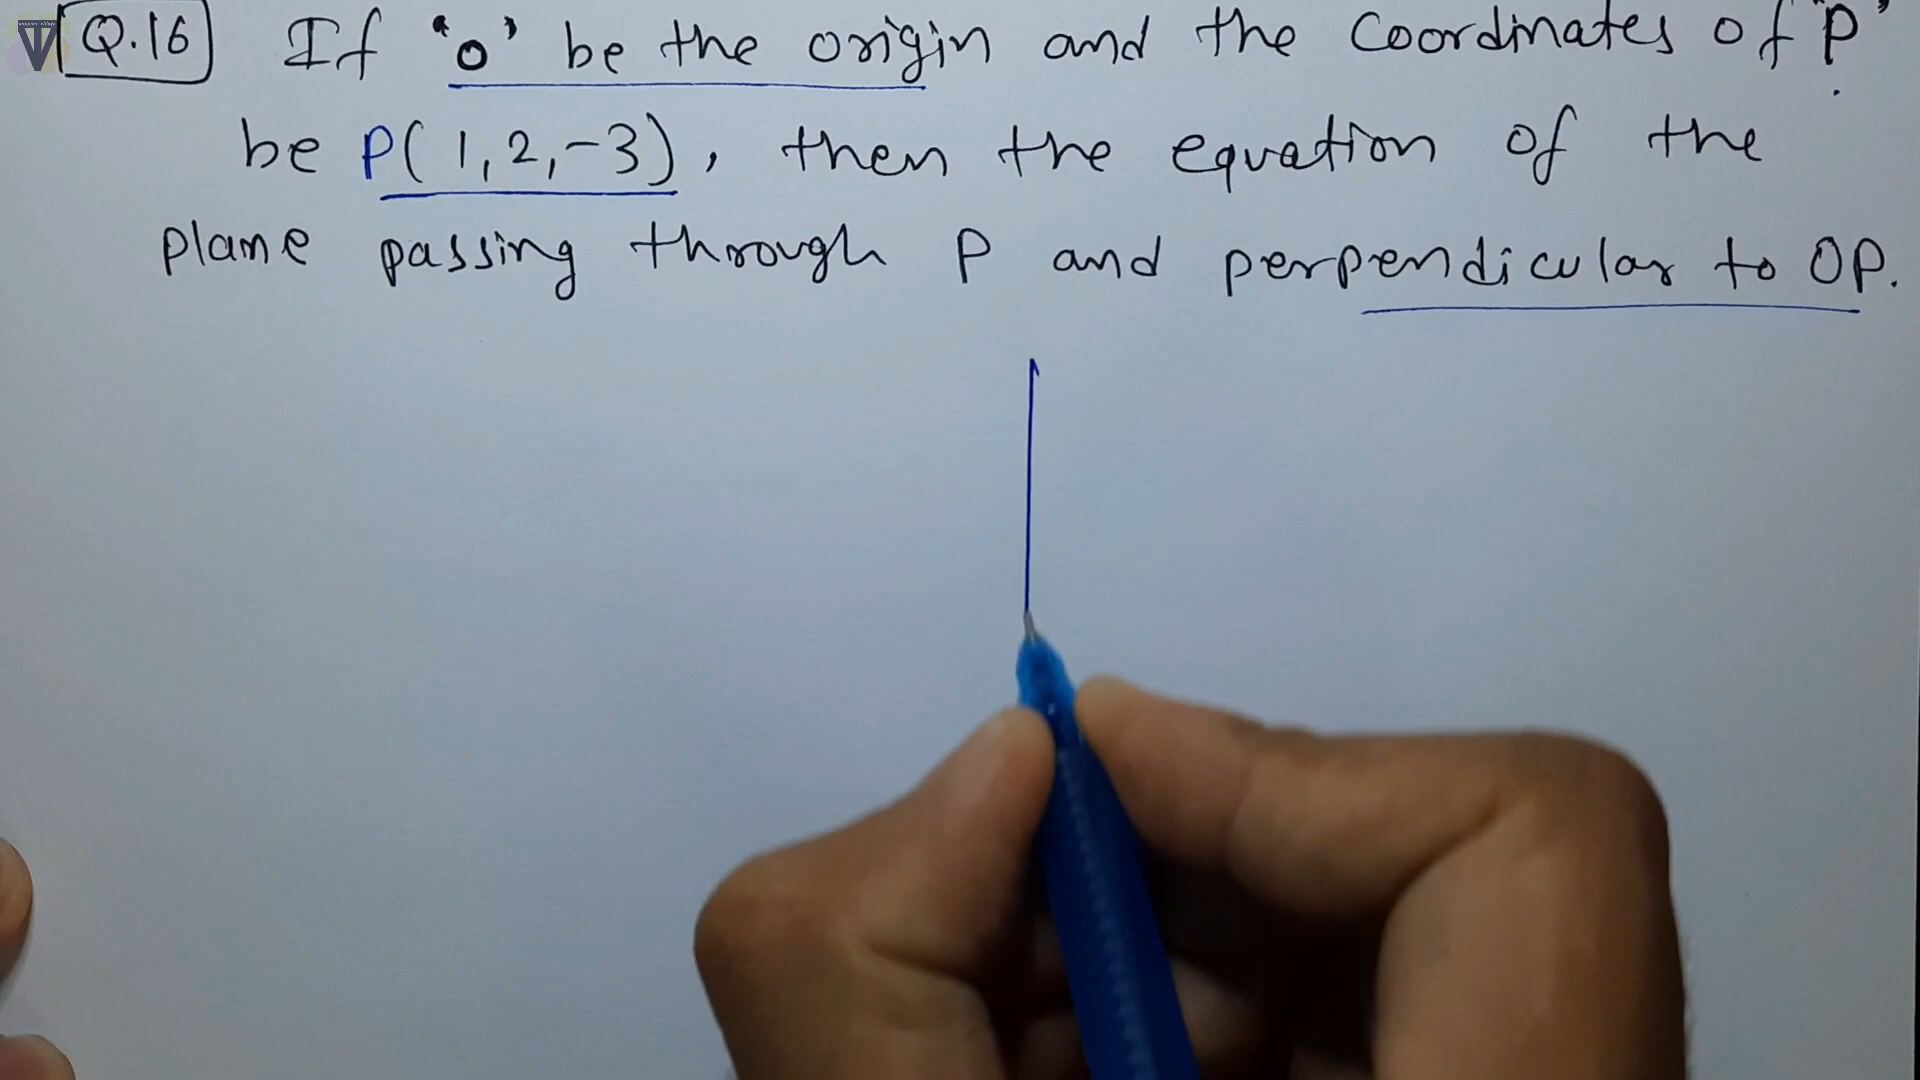 Q.16 If 'o' be the origin and the coordinates of "P"
be P(1,2,-3), then the equation of the
plane passing through P and perpendicular to OP.